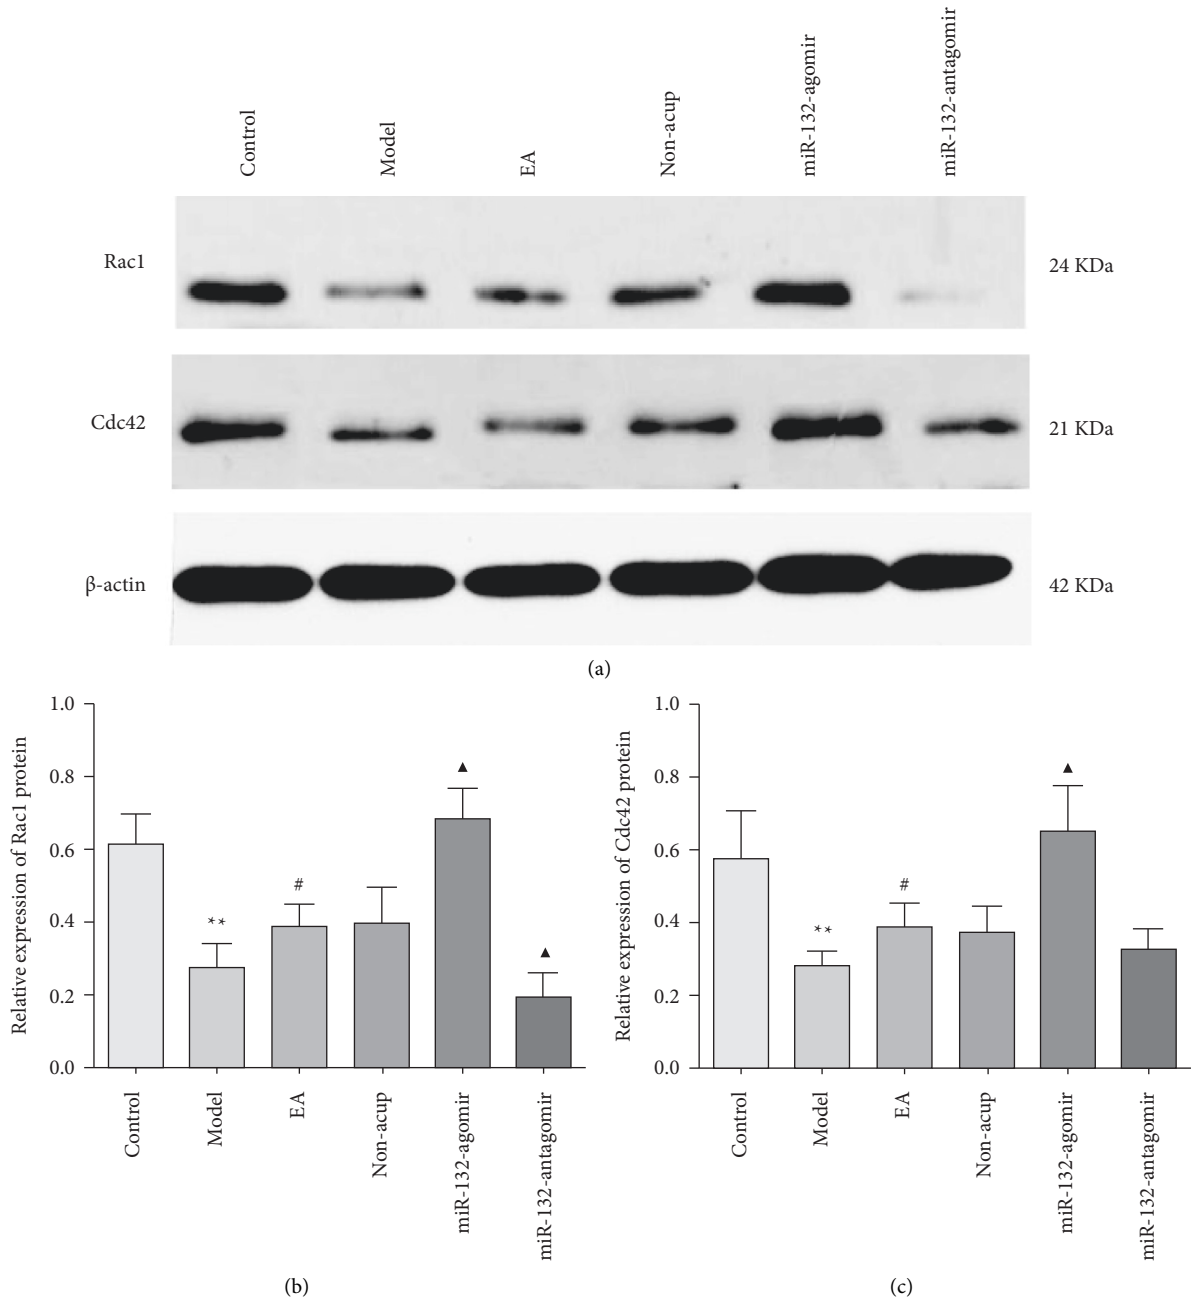 Control
Model
EA
Non-acup
miR-132-agomir
miR-132-antagomir
Rac1
24 KDa
Cdc42
21 KDa
β-actin
42 KDa
(a)
Relative expression of Rac1 protein
1.0
0.8
0.6
0.4
0.2
0.0
**
#
▲
▲
Control
Model
EA
Non-acup
miR-132-agomir
miR-132-antagomir
(b)
Relative expression of Cdc42 protein
1.0
0.8
0.6
0.4
0.2
0.0
**
#
▲
Control
Model
EA
Non-acup
miR-132-agomir
miR-132-antagomir
(c)